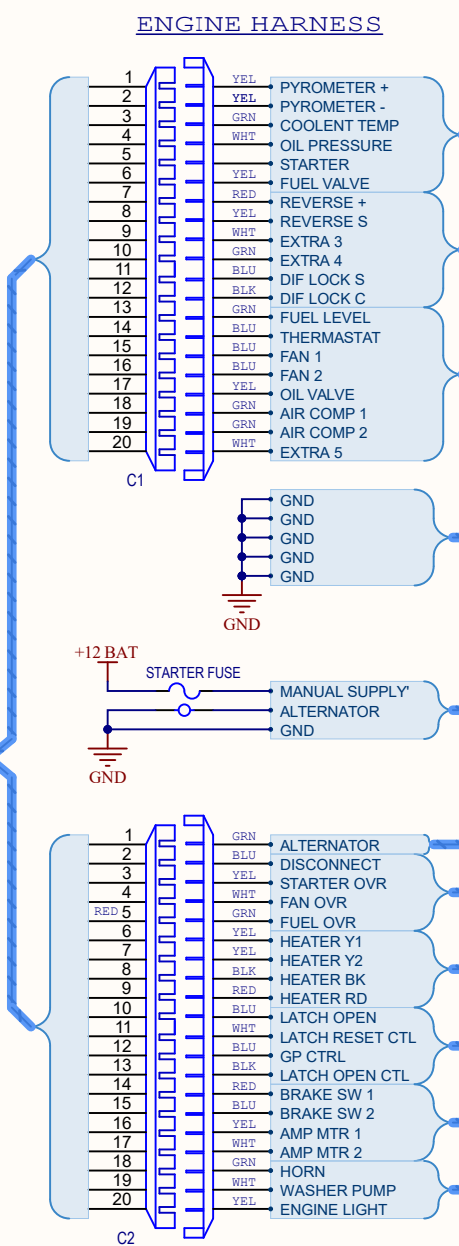 ENGINE HARNESS
1 YEL PYROMETER +
2 YEL PYROMETER -
3 GRN COOLENT TEMP
4 WHT OIL PRESSURE
5 STARTER
6 YEL FUEL VALVE
7 RED REVERSE +
8 YEL REVERSE S
9 WHT EXTRA 3
10 GRN EXTRA 4
11 BLU DIF LOCK S
12 BLK DIF LOCK C
13 GRN FUEL LEVEL
14 BLU THERMASTAT
15 BLU FAN 1
16 BLU FAN 2
17 YEL OIL VALVE
18 GRN AIR COMP 1
19 GRN AIR COMP 2
20 WHT EXTRA 5
C1
GND
GND
GND
GND
GND
GND
+12 BAT
STARTER FUSE
MANUAL SUPPLY'
ALTERNATOR
GND
GND
1 GRN ALTERNATOR
2 BLU DISCONNECT
3 YEL STARTER OVR
4 WHT FAN OVR
RED 5 GRN FUEL OVR
6 YEL HEATER Y1
7 YEL HEATER Y2
8 BLK HEATER BK
9 RED HEATER RD
10 BLU LATCH OPEN
11 WHT LATCH RESET CTL
12 BLU GP CTRL
13 BLK LATCH OPEN CTL
14 RED BRAKE SW 1
15 BLU BRAKE SW 2
16 YEL AMP MTR 1
17 WHT AMP MTR 2
18 GRN HORN
19 WHT WASHER PUMP
20 YEL ENGINE LIGHT
C2